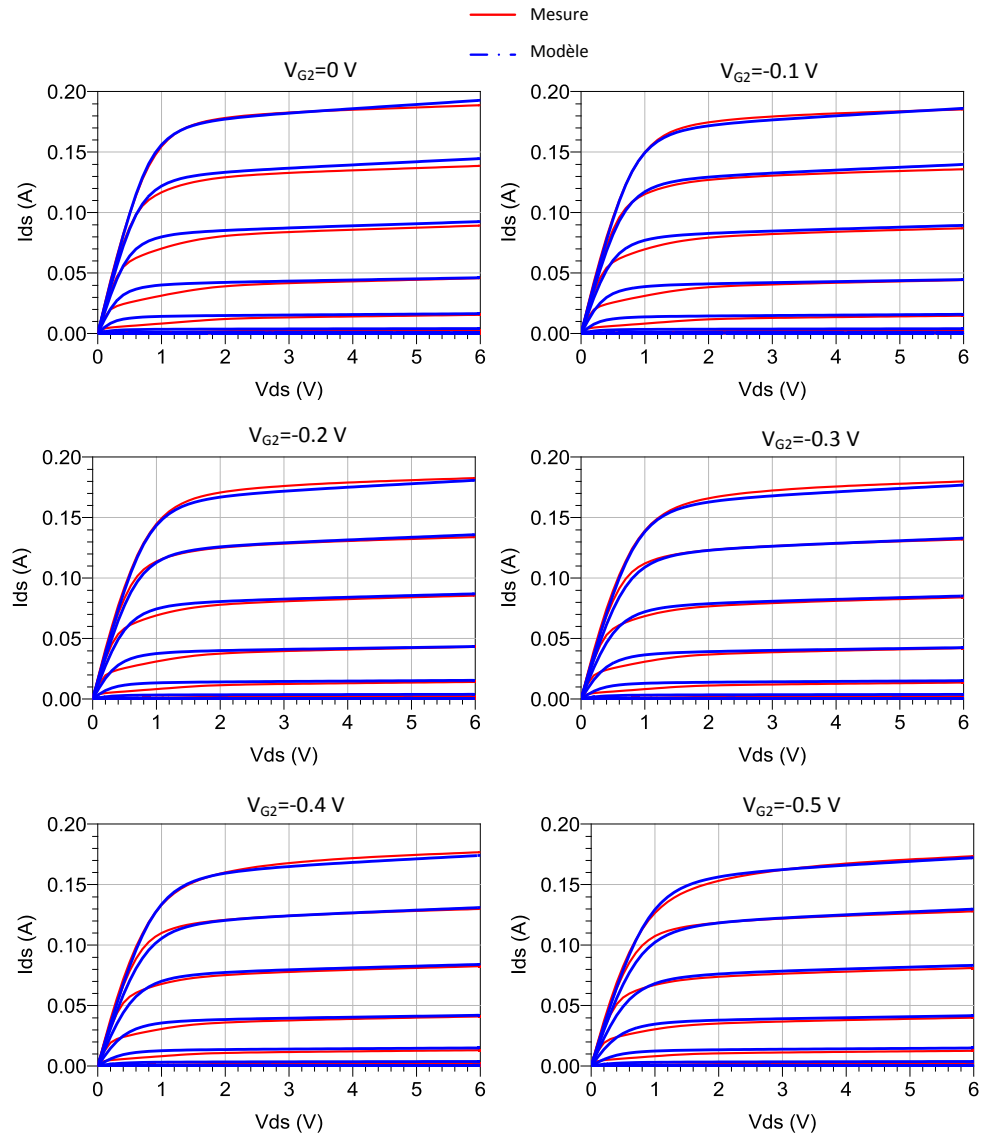 Mesure
Modèle
VG2=0 V
VG2=-0.1 V
0.20
0.15
0.10
0.05
0.00
Ids (A)
0 1 2 3 4 5 6
Vds (V)
0.20
0.15
0.10
0.05
0.00
Ids (A)
0 1 2 3 4 5 6
Vds (V)
VG2=-0.2 V
VG2=-0.3 V
0.20
0.15
0.10
0.05
0.00
Ids (A)
0 1 2 3 4 5 6
Vds (V)
0.20
0.15
0.10
0.05
0.00
Ids (A)
0 1 2 3 4 5 6
Vds (V)
VG2=-0.4 V
VG2=-0.5 V
0.20
0.15
0.10
0.05
0.00
Ids (A)
0 1 2 3 4 5 6
Vds (V)
0.20
0.15
0.10
0.05
0.00
Ids (A)
0 1 2 3 4 5 6
Vds (V)